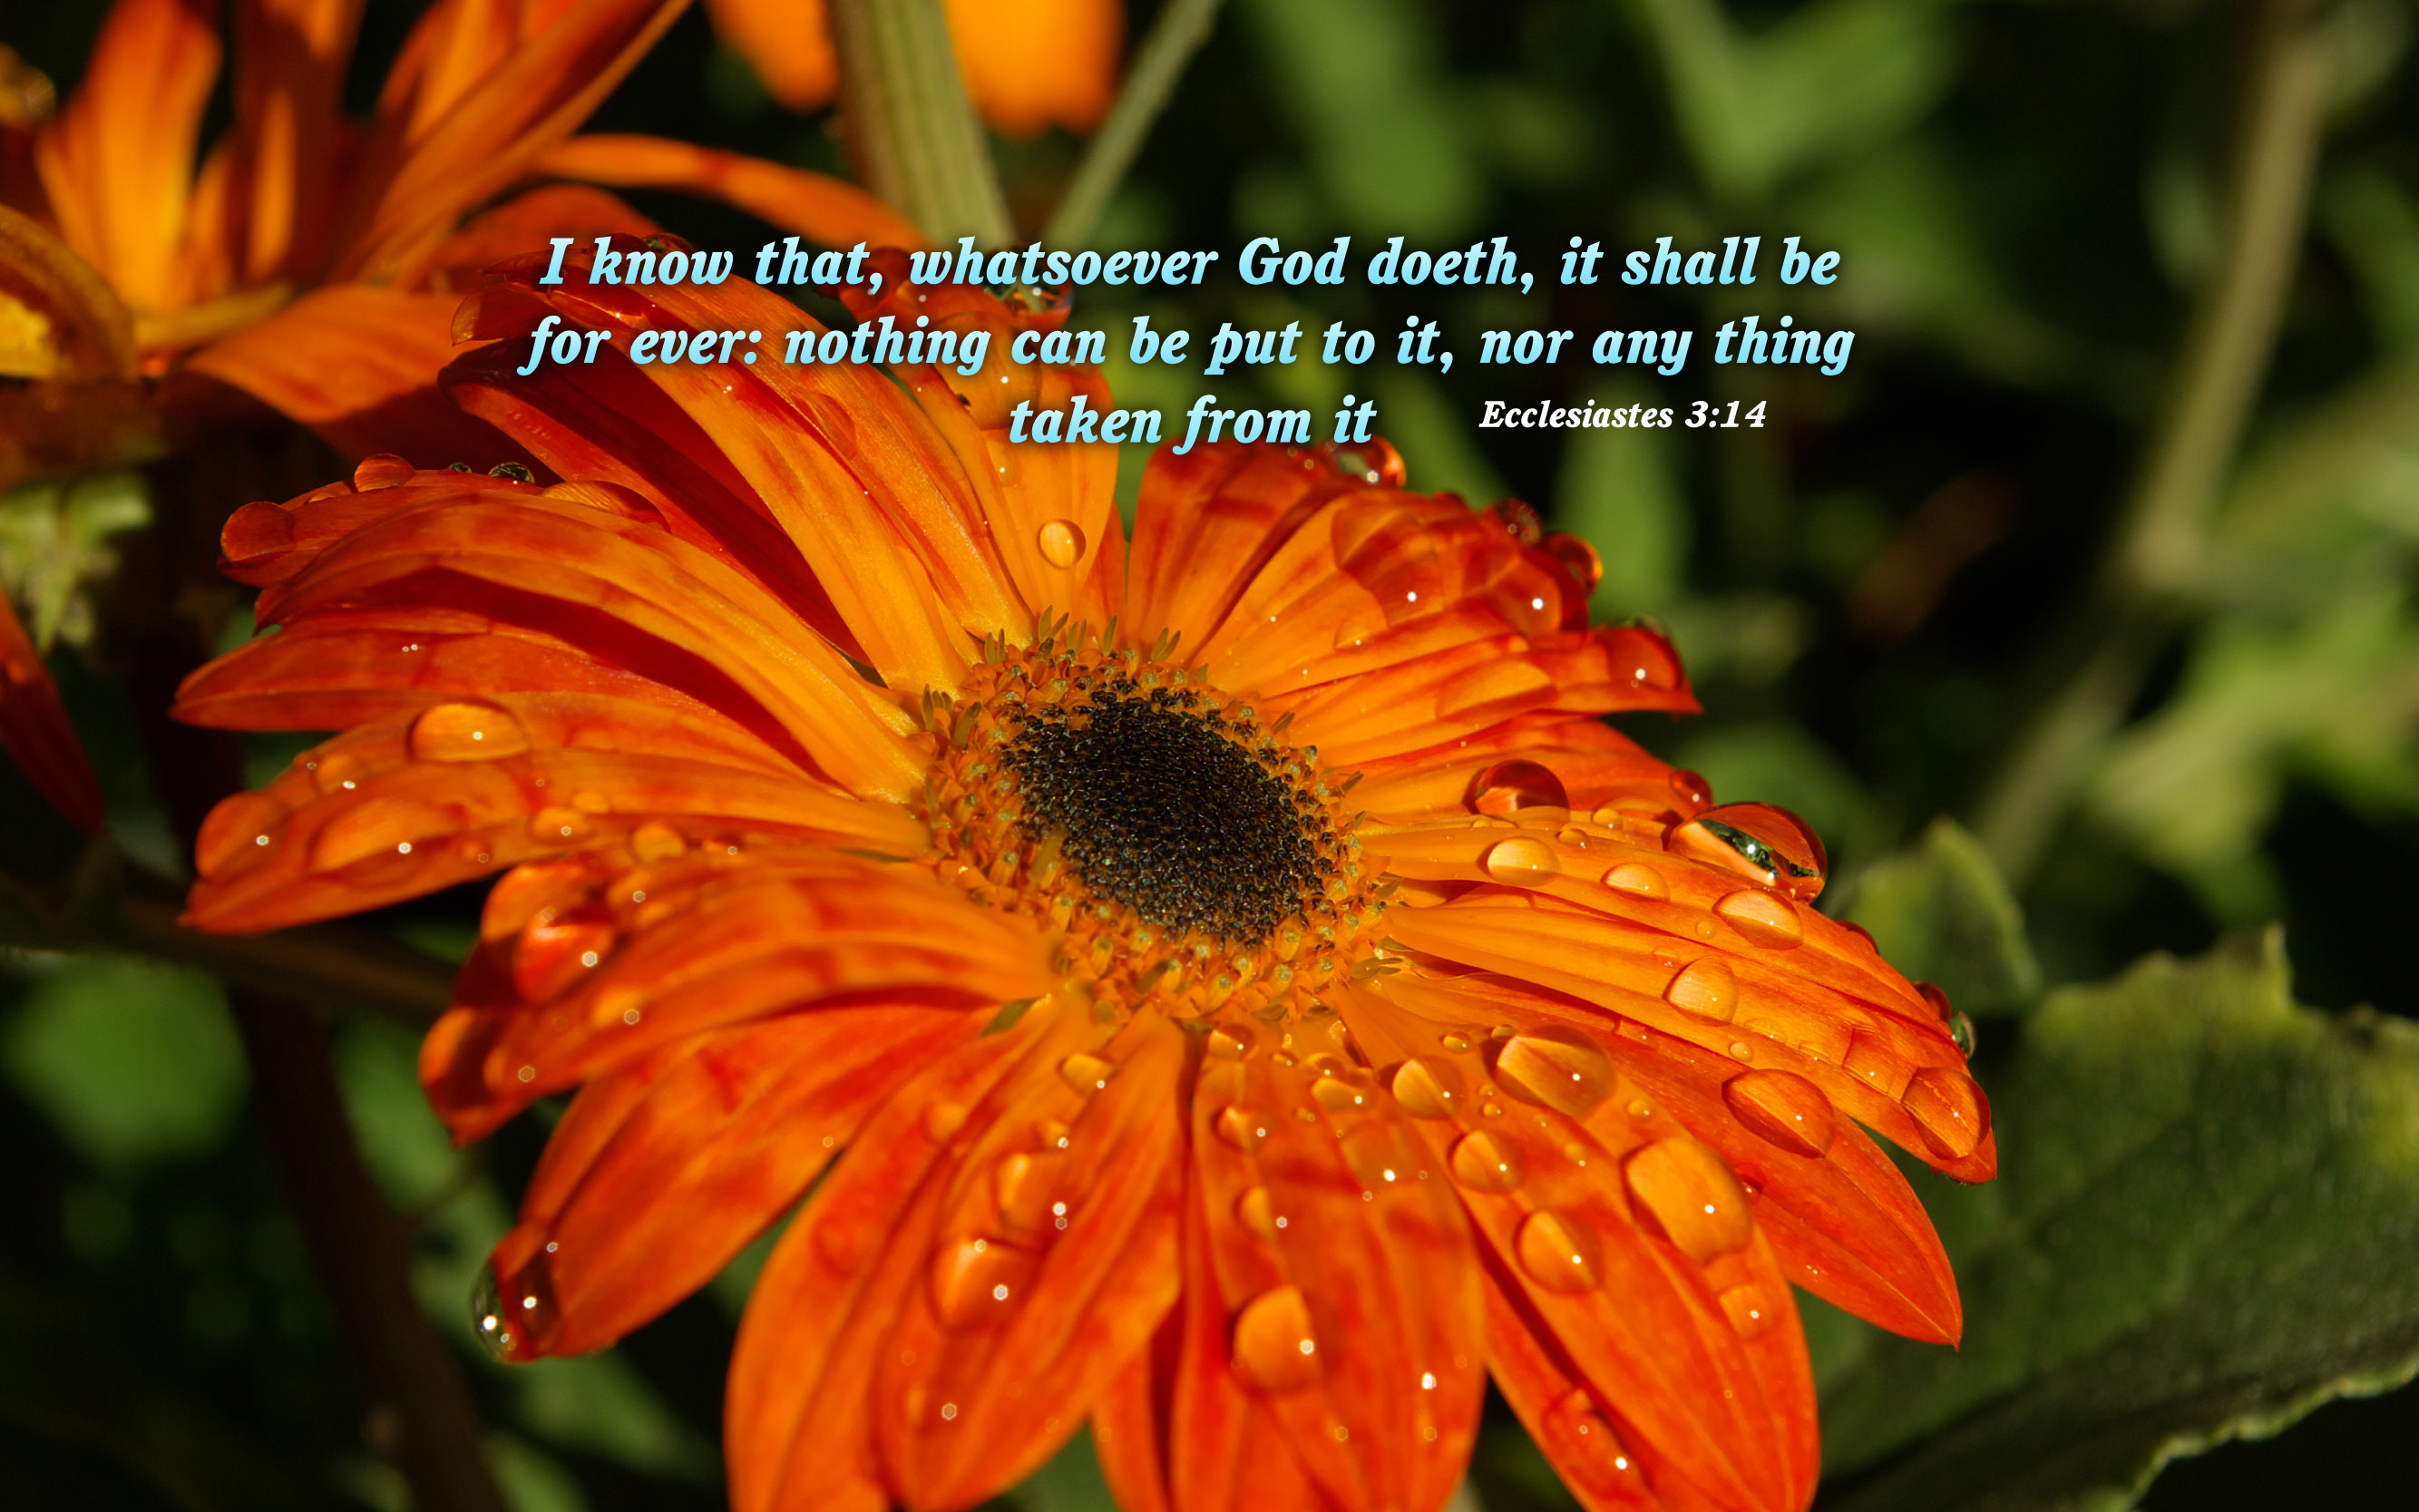 I know that, whatsoever God doeth, it shall be
for ever: nothing can be put to it, nor any thing
taken from it Ecclesiastes 3:14